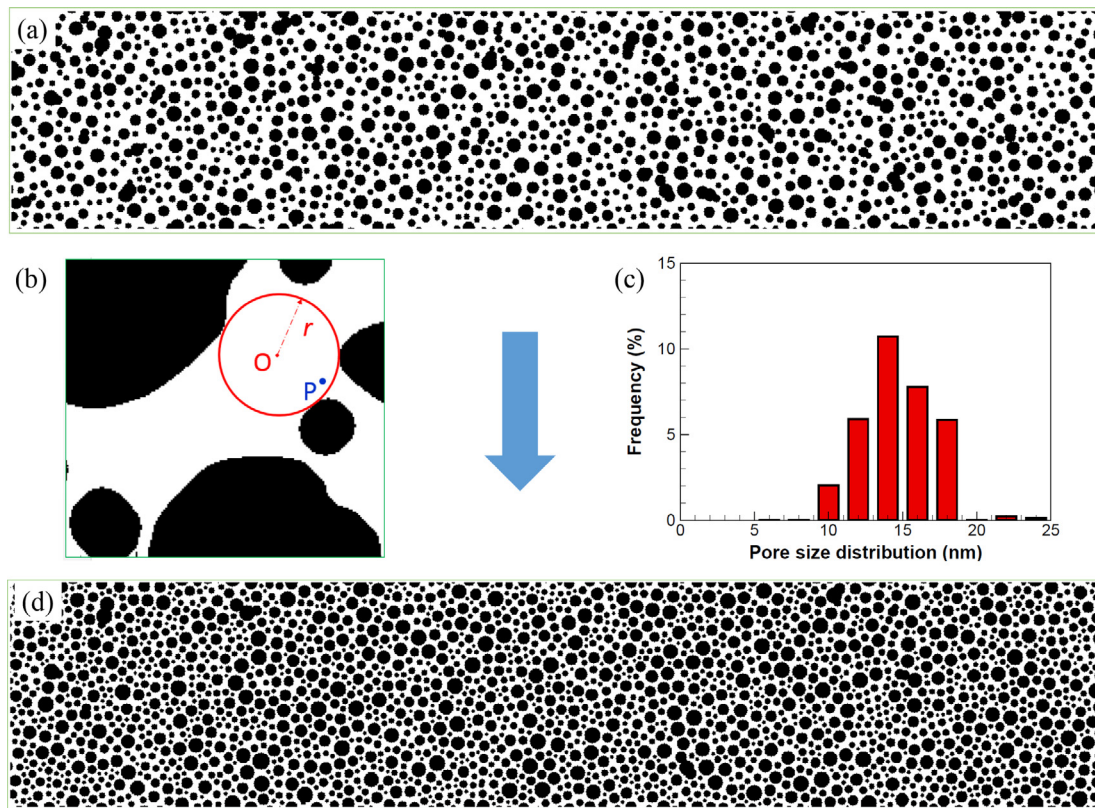 (a)
(b)
r
O
P
(c)
15
10
5
0
Frequency (%)
0 5 10 15 20 25
Pore size distribution (nm)
(d)